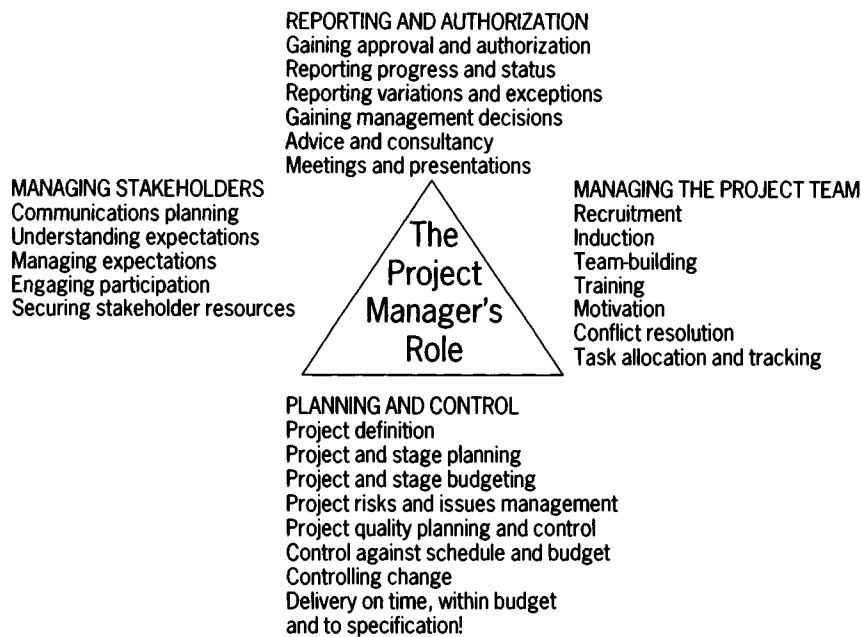 REPORTING AND AUTHORIZATION
Gaining approval and authorization
Reporting progress and status
Reporting variations and exceptions
Gaining management decisions
Advice and consultancy
Meetings and presentations
MANAGING STAKEHOLDERS
Communications planning
Understanding expectations
Managing expectations
Engaging participation
Securing stakeholder resources
The
Project
Manager's
Role
MANAGING THE PROJECT TEAM
Recruitment
Induction
Team-building
Training
Motivation
Conflict resolution
Task allocation and tracking
PLANNING AND CONTROL
Project definition
Project and stage planning
Project and stage budgeting
Project risks and issues management
Project quality planning and control
Control against schedule and budget
Controlling change
Delivery on time, within budget
and to specification!